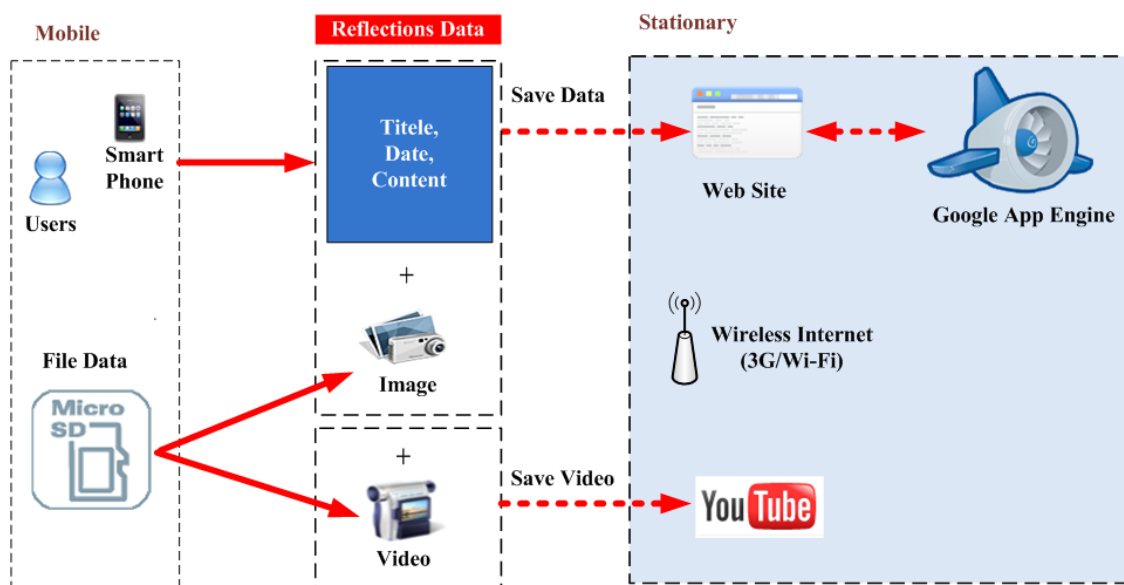 Mobile
Reflections Data
Stationary
Smart
Phone
Users
Titele,
Date,
Content
Save Data
Web Site
Google App Engine
+
Image
Wireless Internet
(3G/Wi-Fi)
File Data
Micro
SD
+
Video
Save Video
YouTube